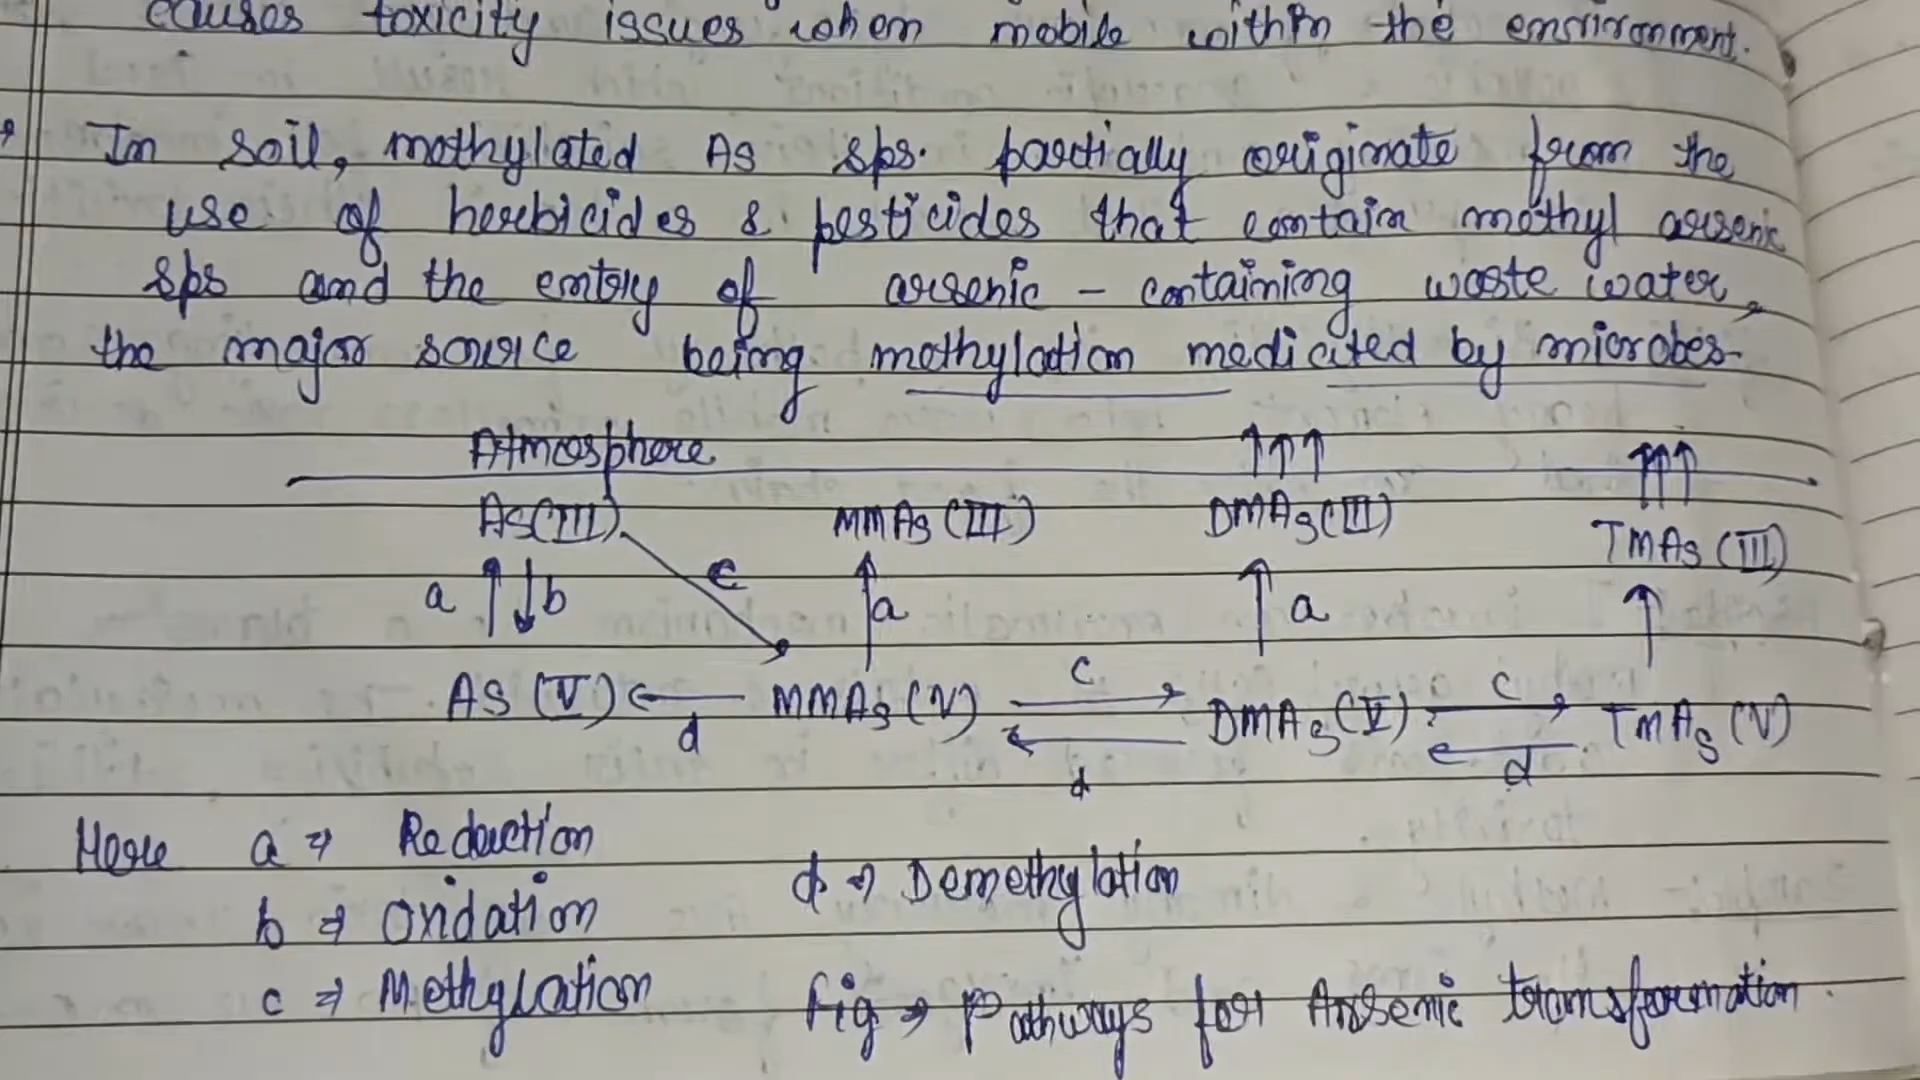 causes toxicity issues when mobile within the environment.
In soil, methylated As sps. partially originate from the
use of herbicides & pesticides that contain methyl arsenic
sps and the entry of arsenic - containing waste water,
the major source being methylation medicated by microbes.
Atmosphere ↑↑↑ ↑↑↑
As(III) MMAs (III) DMAs(III) TMAs (III)
a ↑ ↓ b c ↑ a ↑ a ↑
c c
As (V) ← MMAs (V) → DMAs (V) → TMAs (V)
d ← d ← d
Here a ⇒ Reduction
d ⇒ Demethylation
b ⇒ Oxidation
c ⇒ Methylation
Fig → Pathways for Arsenic transformation.